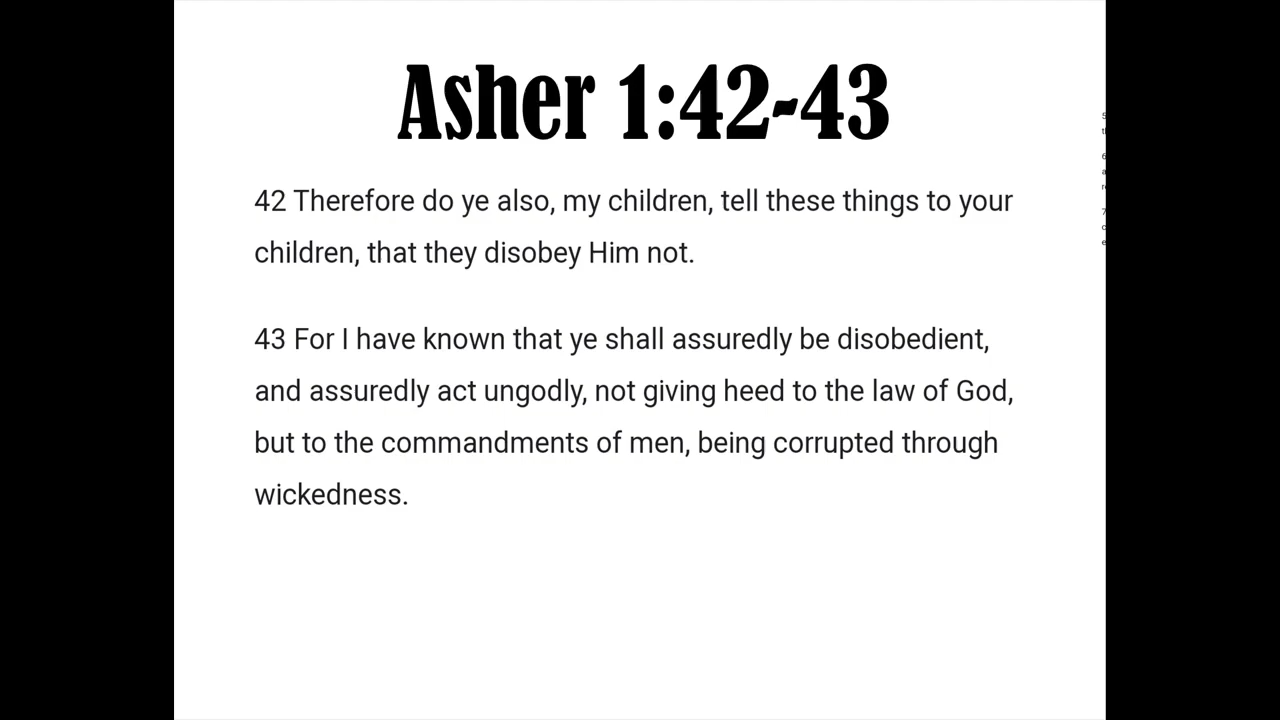 Asher 1:42-43
42 Therefore do ye also, my children, tell these things to your
children, that they disobey Him not.
43 For I have known that ye shall assuredly be disobedient,
and assuredly act ungodly, not giving heed to the law of God,
but to the commandments of men, being corrupted through
wickedness.